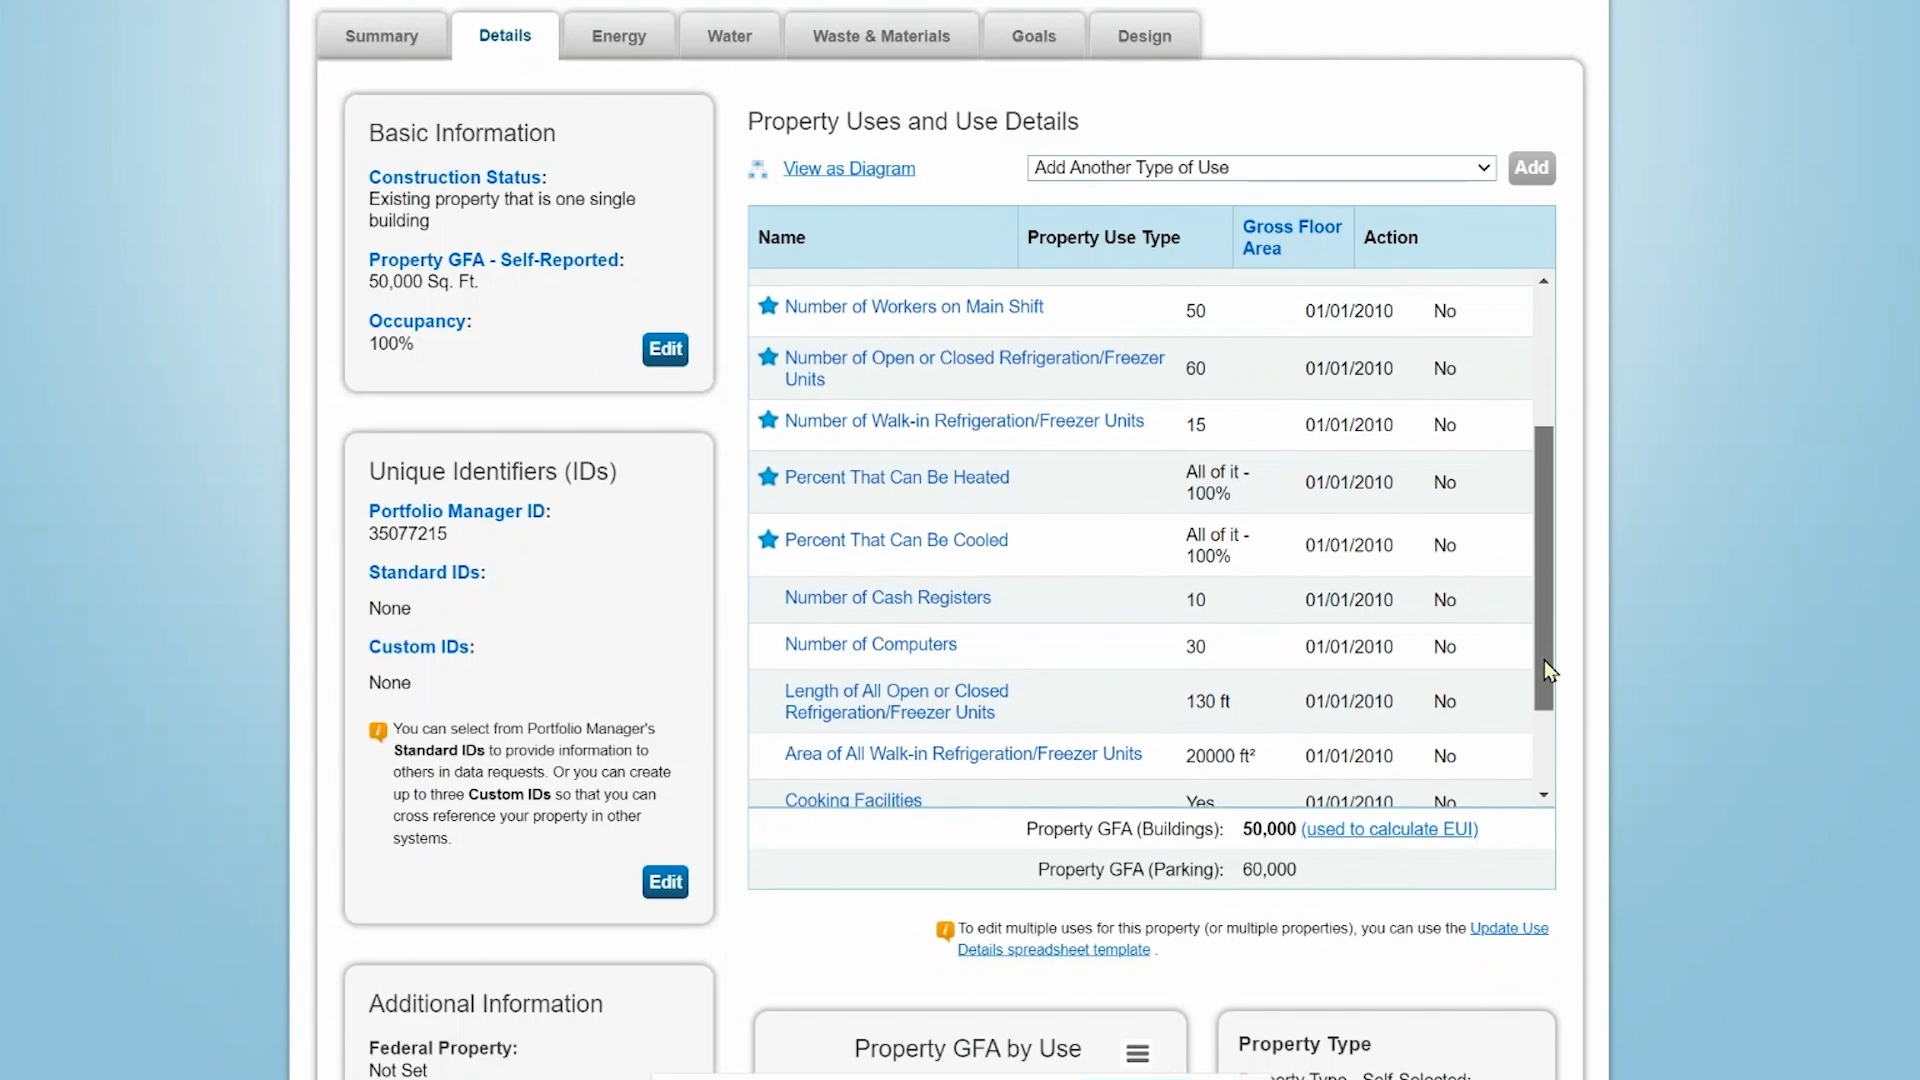 Summary
Details
Energy
Water
Waste & Materials
Goals
Design
Basic Information
Construction Status:
Existing property that is one single
building
Property GFA - Self-Reported:
50,000 Sq. Ft.
Occupancy:
100%
Edit
Unique Identifiers (IDs)
Portfolio Manager ID:
35077215
Standard IDs:
None
Custom IDs:
None
You can select from Portfolio Manager's
Standard IDs to provide information to
others in data requests. Or you can create
up to three Custom IDs so that you can
cross reference your property in other
systems.
Edit
Additional Information
Federal Property:
Not Set
Property Uses and Use Details
View as Diagram
Add Another Type of Use
Add
Name Property Use Type Gross Floor Area Action
Number of Workers on Main Shift 50 01/01/2010 No
Number of Open or Closed Refrigeration/Freezer
Units 60 01/01/2010 No
Number of Walk-in Refrigeration/Freezer Units 15 01/01/2010 No
Percent That Can Be Heated All of it - 100% 01/01/2010 No
Percent That Can Be Cooled All of it - 100% 01/01/2010 No
Number of Cash Registers 10 01/01/2010 No
Number of Computers 30 01/01/2010 No
Length of All Open or Closed
Refrigeration/Freezer Units 130 ft 01/01/2010 No
Area of All Walk-in Refrigeration/Freezer Units 20000 ft² 01/01/2010 No
Cooking Facilities Yes 01/01/2010 No
Property GFA (Buildings): 50,000 (used to calculate EUI)
Property GFA (Parking): 60,000
To edit multiple uses for this property (or multiple properties), you can use the Update Use
Details spreadsheet template .
Property GFA by Use
Property Type
Property Type - Self-Selected: